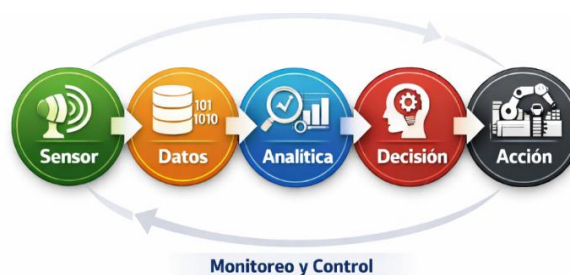 101
1010
Sensor
Datos
Analítica
Decisión
Acción
Monitoreo y Control